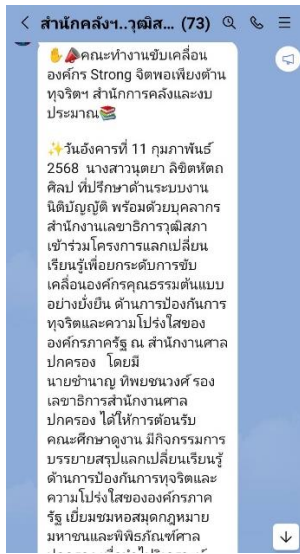 สำนักคลังฯ..วุฒิส... (73)
✋📣คณะทำงานขับเคลื่อน
องค์กร Strong จิตพอเพียงต้าน
ทุจริตฯ สำนักการคลังและงบ
ประมาณ📚
✨วันอังคารที่ 11 กุมภาพันธ์
2568 นางสาวนุตยา ลิขิตหัตถ
ศิลป ที่ปรึกษาด้านระบบงาน
นิติบัญญัติ พร้อมด้วยบุคลากร
สำนักงานเลขาธิการวุฒิสภา
เข้าร่วมโครงการแลกเปลี่ยน
เรียนรู้เพื่อยกระดับการขับ
เคลื่อนองค์กรคุณธรรมต้นแบบ
อย่างยั่งยืน ด้านการป้องกันการ
ทุจริตและความโปร่งใสของ
องค์กรภาครัฐ ณ สำนักงานศาล
ปกครอง โดยมี
นายชำนาญ ทิพยชนวงศ์ รอง
เลขาธิการสำนักงานศาล
ปกครอง ได้ให้การต้อนรับ
คณะศึกษาดูงาน มีกิจกรรมการ
บรรยายสรุปแลกเปลี่ยนเรียนรู้
ด้านการป้องกันการทุจริตและ
ความโปร่งใสขององค์กรภาค
รัฐ เยี่ยมชมหอสมุดกฎหมาย
มหาชนและพิพิธภัณฑ์ศาล